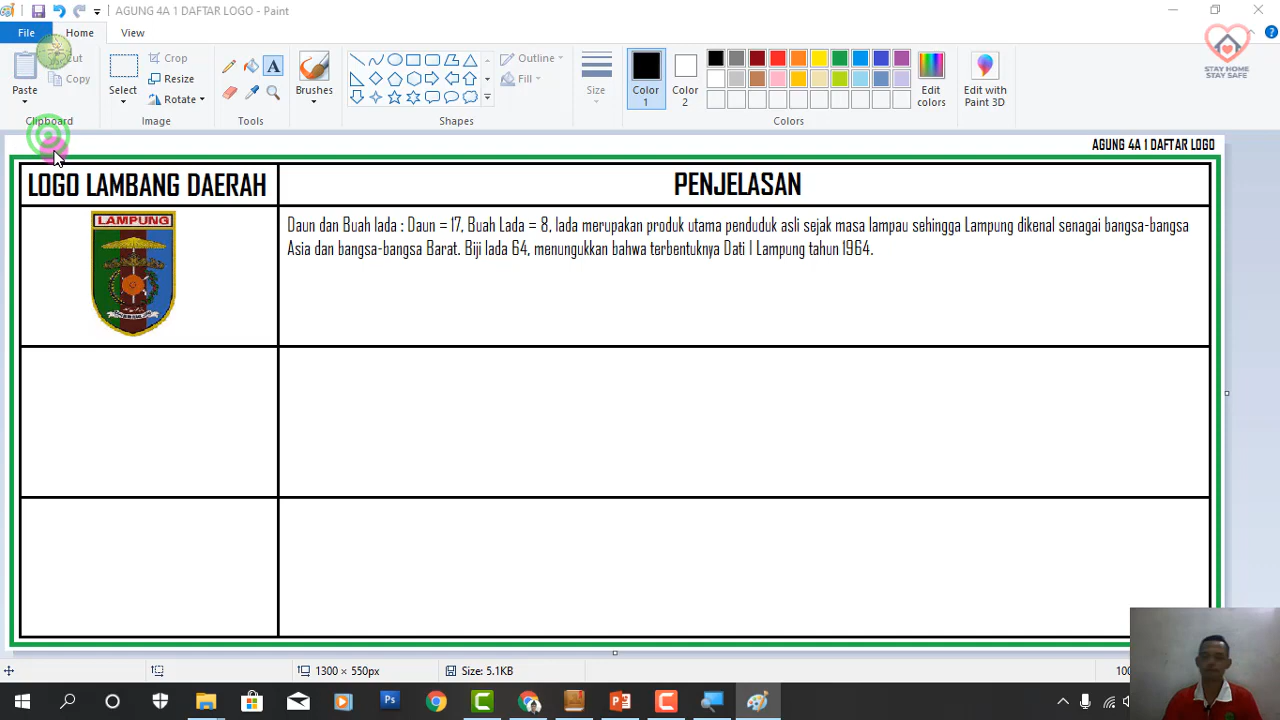 AGUNG 4A 1 DAFTAR LOGO - Paint
File
Home
View
STAY HOME
STAY SAFE
Paste
Cut
Copy
Clipboard
Select
Crop
Resize
Rotate
Image
Tools
Brushes
Shapes
Outline
Fill
Size
Color
1
Color
2
Colors
Edit
colors
Edit with
Paint 3D
AGUNG 4A 1 DAFTAR LOGO
LOGO LAMBANG DAERAH
PENJELASAN
LAMPUNG
Daun dan Buah lada : Daun = 17, Buah Lada = 8, lada merupakan produk utama penduduk asli sejak masa lampau sehingga Lampung dikenal senagai bangsa-bangsa
Asia dan bangsa-bangsa Barat. Biji lada 64, menungukkan bahwa terbentuknya Dati I Lampung tahun 1964.
1300 × 550px
Size: 5.1KB
100
Ps